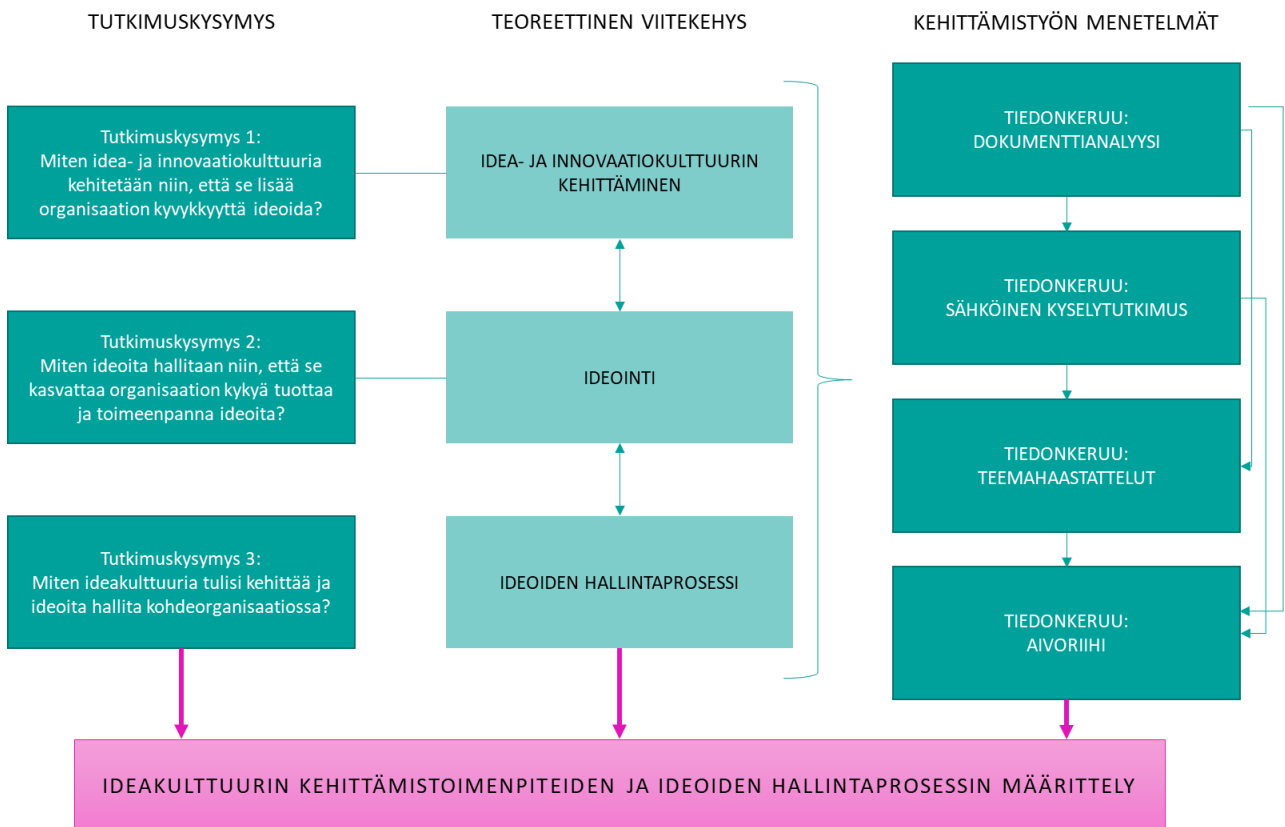 TUTKIMUSKYSYMYS
TEOREETTINEN VIITEKEHYS
KEHITTÄMISTYÖN MENETELMÄT
Tutkimuskysymys 1:
Miten idea- ja innovaatiokulttuuria
kehitetään niin, että se lisää
organisaation kyvykkyyttä ideoida?
Tutkimuskysymys 2:
Miten ideoita hallitaan niin, että se
kasvattaa organisaation kykyä tuottaa
ja toimeenpanna ideoita?
Tutkimuskysymys 3:
Miten ideakulttuuria tulisi kehittää ja
ideoita hallita kohdeorganisaatiossa?
IDEA- JA INNOVAATIOKULTTUURIN
KEHITTÄMINEN
IDEOINTI
IDEOIDEN HALLINTAPROSESSI
TIEDONKERUU:
DOKUMENTTIANALYYSI
TIEDONKERUU:
SÄHKÖINEN KYSELYTUTKIMUS
TIEDONKERUU:
TEEMAHAASTATTELUT
TIEDONKERUU:
AIVORIIHI
IDEAKULTTUURIN KEHITTÄMISTOIMENPITEIDEN JA IDEOIDEN HALLINTAPROSESSIN MÄÄRITTELY